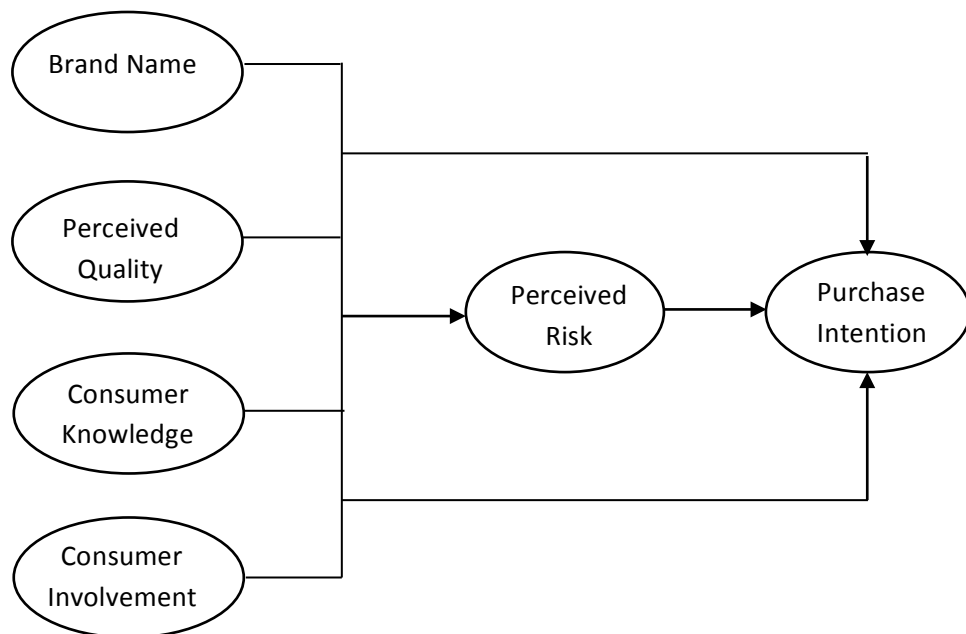 Brand Name
Perceived
Quality
Consumer
Knowledge
Consumer
Involvement
Perceived
Risk
Purchase
Intention